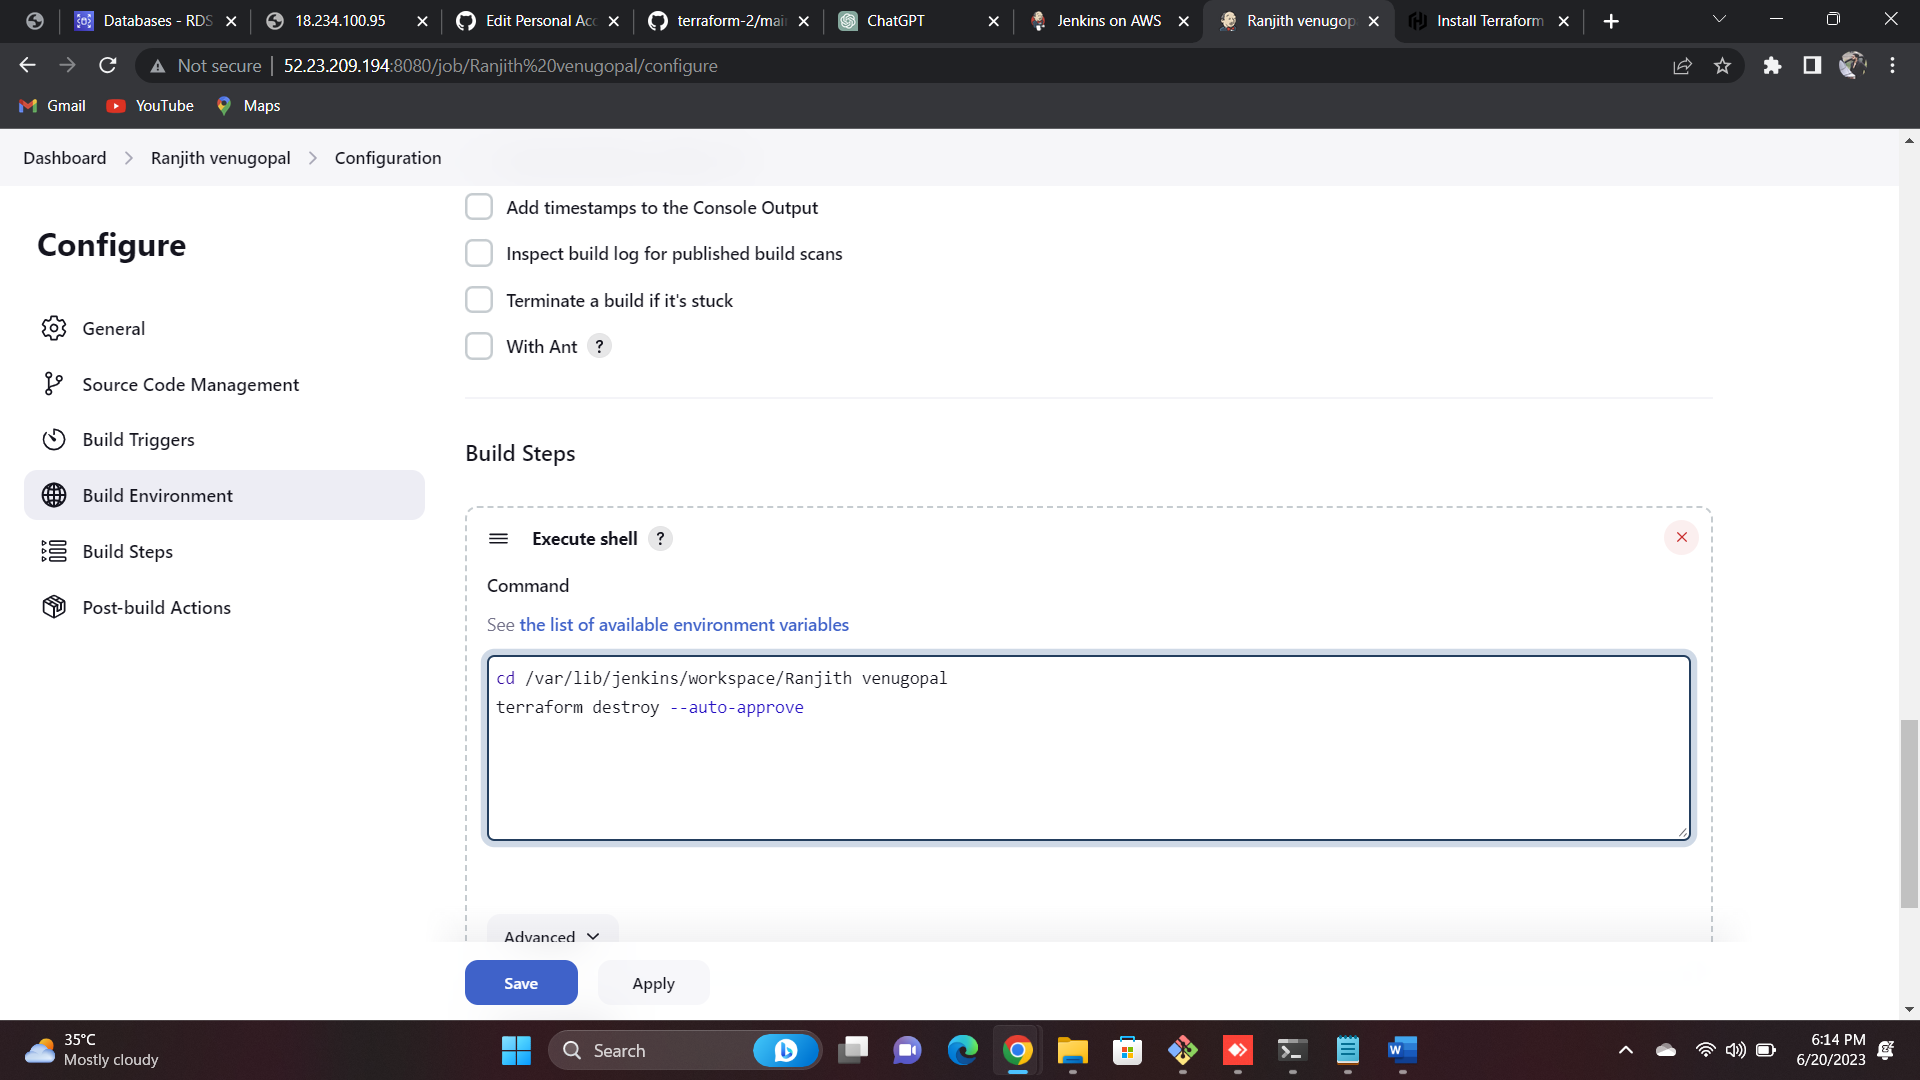 Databases - RDS
18.234.100.95
Edit Personal Acc
terraform-2/mai
ChatGPT
Jenkins on AWS
Ranjith venugop
Install Terraform
Not secure
52.23.209.194:8080/job/Ranjith%20venugopal/configure
Gmail
YouTube
Maps
Dashboard
Ranjith venugopal
Configuration
Configure
General
Source Code Management
Build Triggers
Build Environment
Build Steps
Post-build Actions
Add timestamps to the Console Output
Inspect build log for published build scans
Terminate a build if it's stuck
With Ant ?
Build Steps
Execute shell ?
Command
See the list of available environment variables
cd /var/lib/jenkins/workspace/Ranjith venugopal
terraform destroy --auto-approve
Advanced
Save
Apply
35°C
Mostly cloudy
Search
6:14 PM
6/20/2023